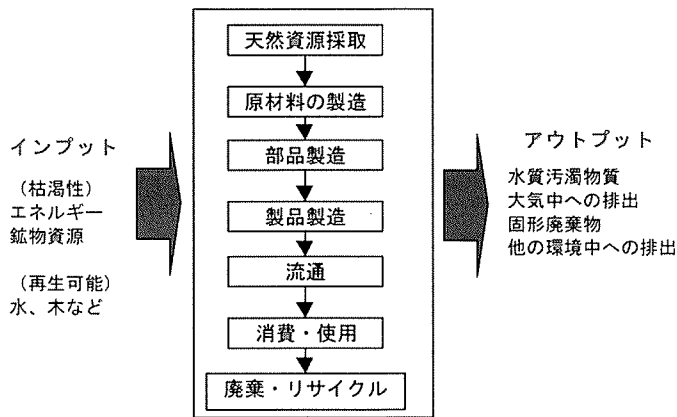 インプット
（枯渇性）
エネルギー
鉱物資源
（再生可能）
水、木など
天然資源採取
原材料の製造
部品製造
製品製造
流通
消費・使用
廃棄・リサイクル
アウトプット
水質汚濁物質
大気中への排出
固形廃棄物
他の環境中への排出